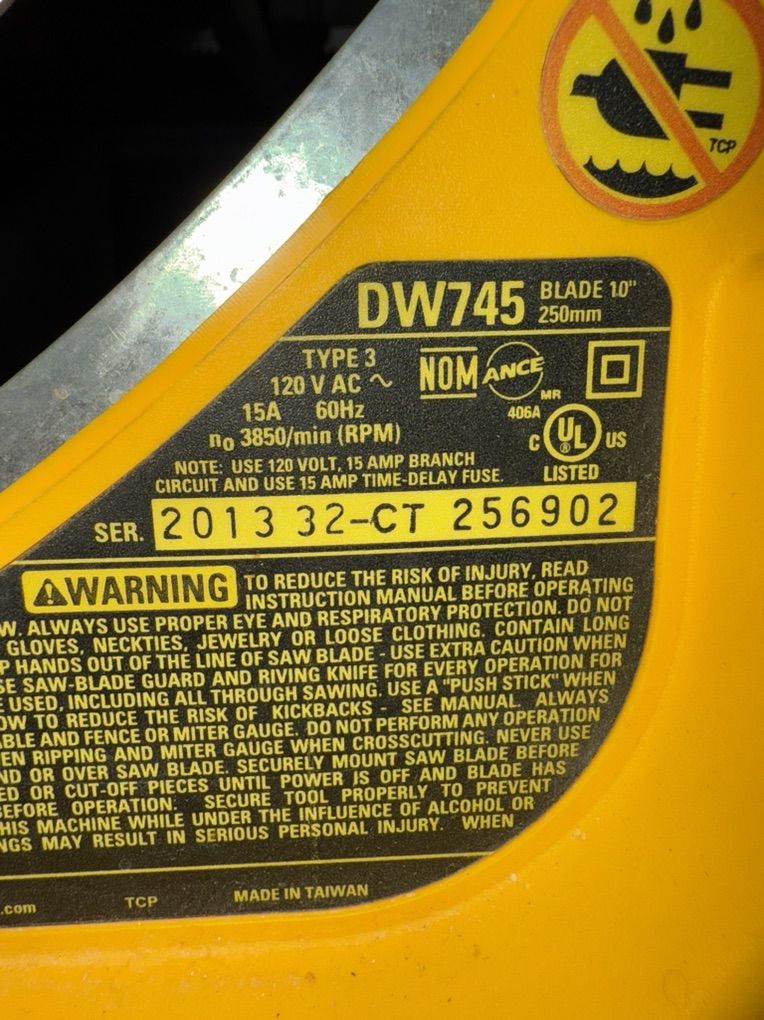 TCP
DW745 BLADE 10"
250mm
TYPE 3
120 V AC ~
15A 60Hz
n₀ 3850/min (RPM)
NOM ANCE MR
406A
C UL US
LISTED
NOTE: USE 120 VOLT, 15 AMP BRANCH
CIRCUIT AND USE 15 AMP TIME-DELAY FUSE.
SER. 2013 32-CT 256902
WARNING TO REDUCE THE RISK OF INJURY, READ
INSTRUCTION MANUAL BEFORE OPERATING
W. ALWAYS USE PROPER EYE AND RESPIRATORY PROTECTION. DO NOT
GLOVES, NECKTIES, JEWELRY OR LOOSE CLOTHING. CONTAIN LONG
P HANDS OUT OF THE LINE OF SAW BLADE - USE EXTRA CAUTION WHEN
SE SAW-BLADE GUARD AND RIVING KNIFE FOR EVERY OPERATION FOR
E USED, INCLUDING ALL THROUGH SAWING. USE A "PUSH STICK" WHEN
OW TO REDUCE THE RISK OF KICKBACKS - SEE MANUAL. ALWAYS
ABLE AND FENCE OR MITER GAUGE. DO NOT PERFORM ANY OPERATION
EN RIPPING AND MITER GAUGE WHEN CROSSCUTTING. NEVER USE
ND OR OVER SAW BLADE. SECURELY MOUNT SAW BLADE BEFORE
ED OR CUT-OFF PIECES UNTIL POWER IS OFF AND BLADE HAS
BEFORE OPERATION. SECURE TOOL PROPERLY TO PREVENT
HIS MACHINE WHILE UNDER THE INFLUENCE OF ALCOHOL OR
NGS MAY RESULT IN SERIOUS PERSONAL INJURY. WHEN
.com TCP MADE IN TAIWAN